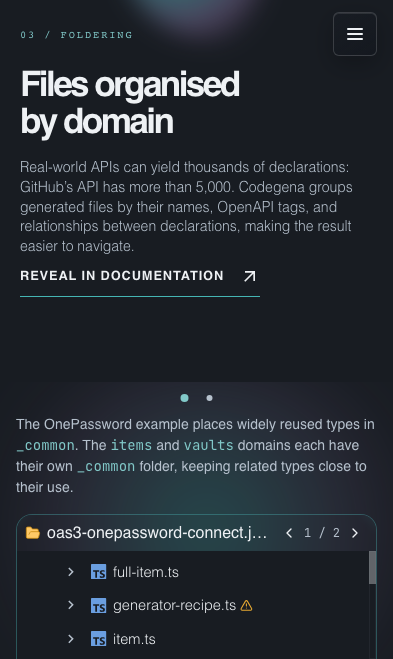 03 / FOLDERING
Files organised
by domain
Real-world APIs can yield thousands of declarations:
GitHub's API has more than 5,000. Codegena groups
generated files by their names, OpenAPI tags, and
relationships between declarations, making the result
easier to navigate.
REVEAL IN DOCUMENTATION
The OnePassword example places widely reused types in
_common. The items and vaults domains each have
their own _common folder, keeping related types close to
their use.
oas3-onepassword-connect.j... 1 / 2
TS full-item.ts
TS generator-recipe.ts
TS item.ts